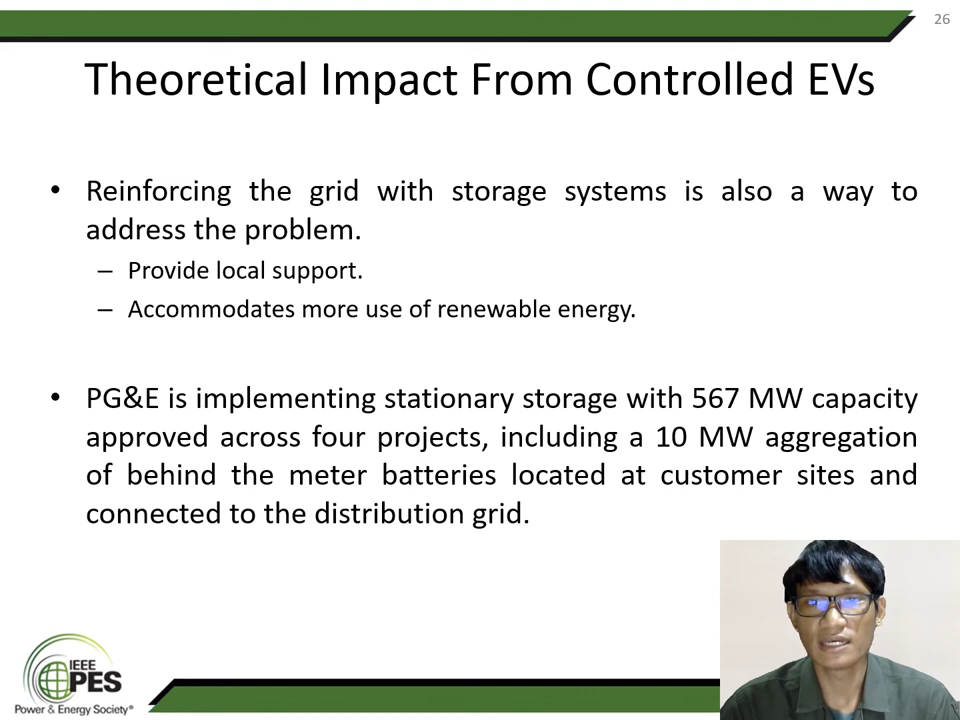 26
Theoretical Impact From Controlled EVs
• Reinforcing the grid with storage systems is also a way to
address the problem.
– Provide local support.
– Accommodates more use of renewable energy.
• PG&E is implementing stationary storage with 567 MW capacity
approved across four projects, including a 10 MW aggregation
of behind the meter batteries located at customer sites and
connected to the distribution grid.
IEEE
PES
Power & Energy Society®